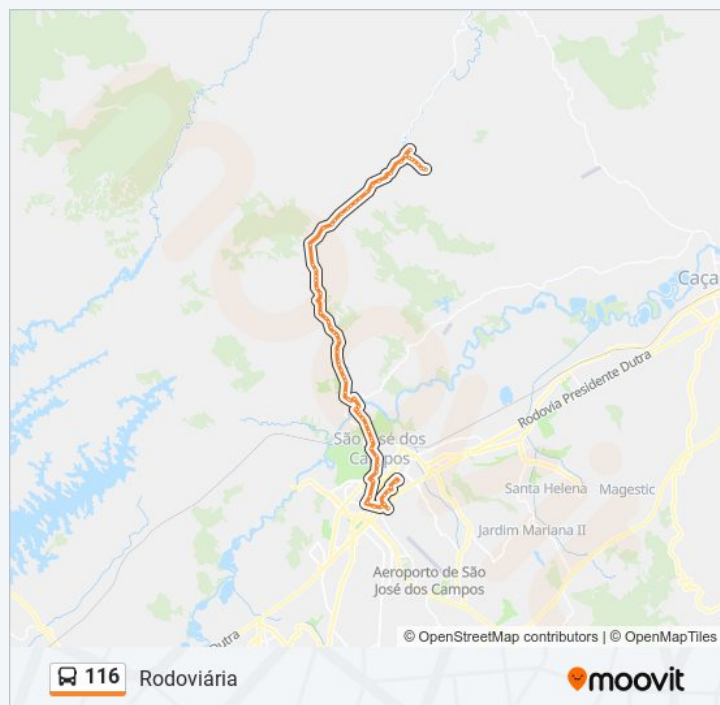 Caça
Rodovia Presidente Dutra
São José dos
Campos
Santa Helena
Magestic
Jardim Mariana II
Aeroporto de São
José dos Campos
Dutra
© OpenStreetMap contributors | © OpenMapTiles
116 Rodoviária
moovit